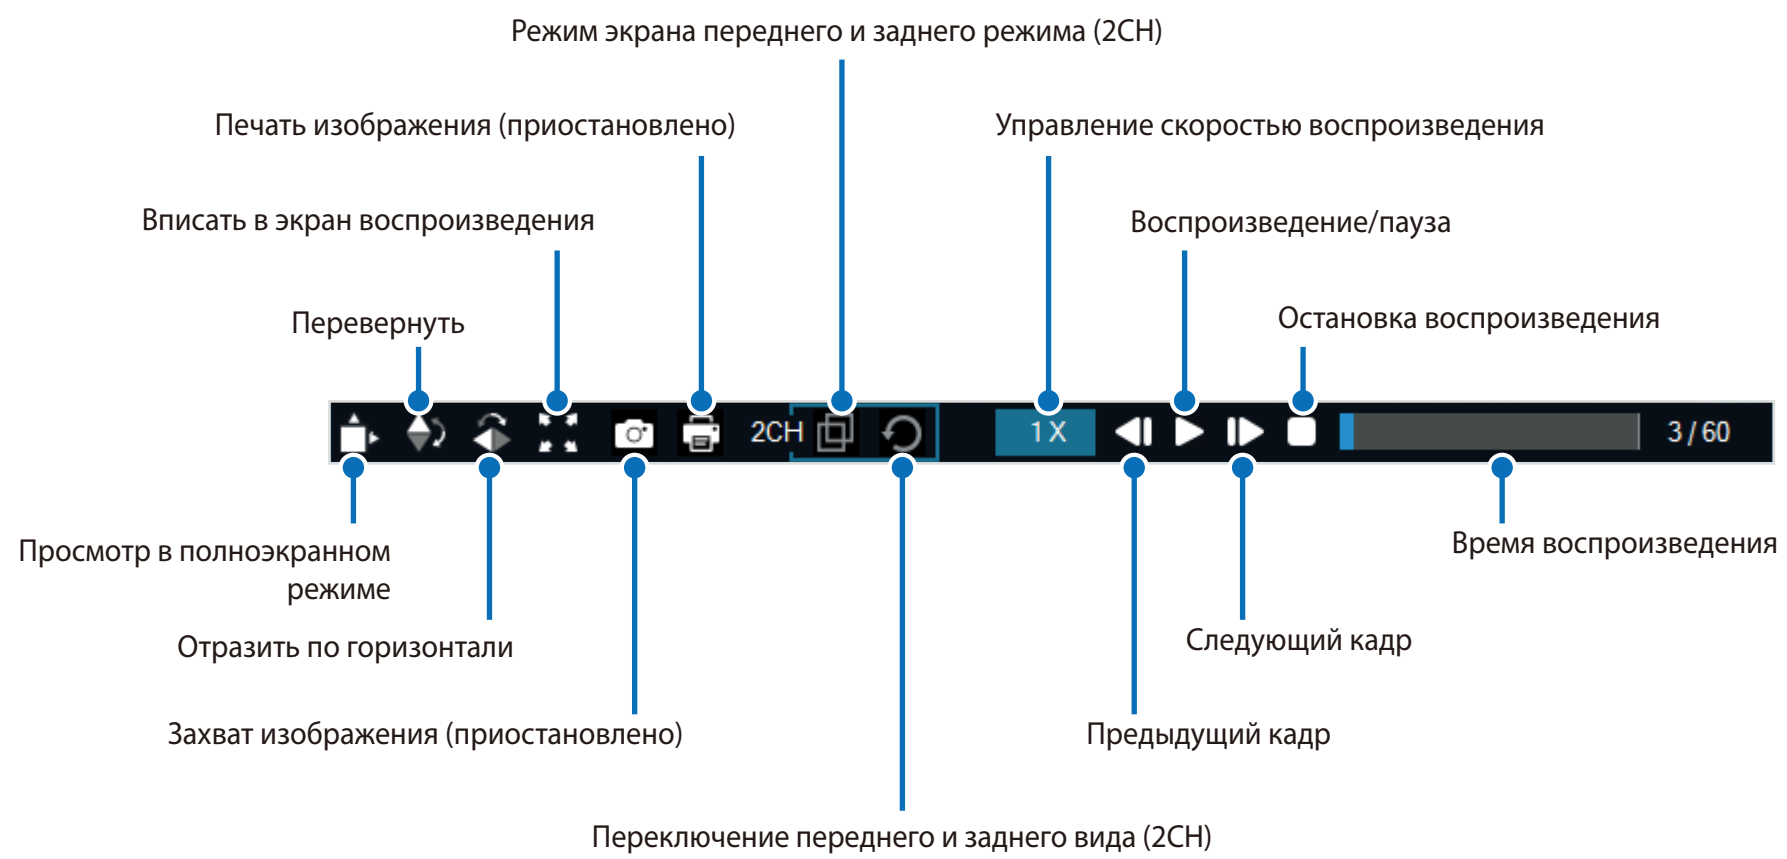 Режим экрана переднего и заднего режима (2CH)
Печать изображения (приостановлено)
Управление скоростью воспроизведения
Вписать в экран воспроизведения
Воспроизведение/пауза
Перевернуть
Остановка воспроизведения
2CH
1 X
3 / 60
Просмотр в полноэкранном
режиме
Время воспроизведения
Отразить по горизонтали
Следующий кадр
Захват изображения (приостановлено)
Предыдущий кадр
Переключение переднего и заднего вида (2CH)